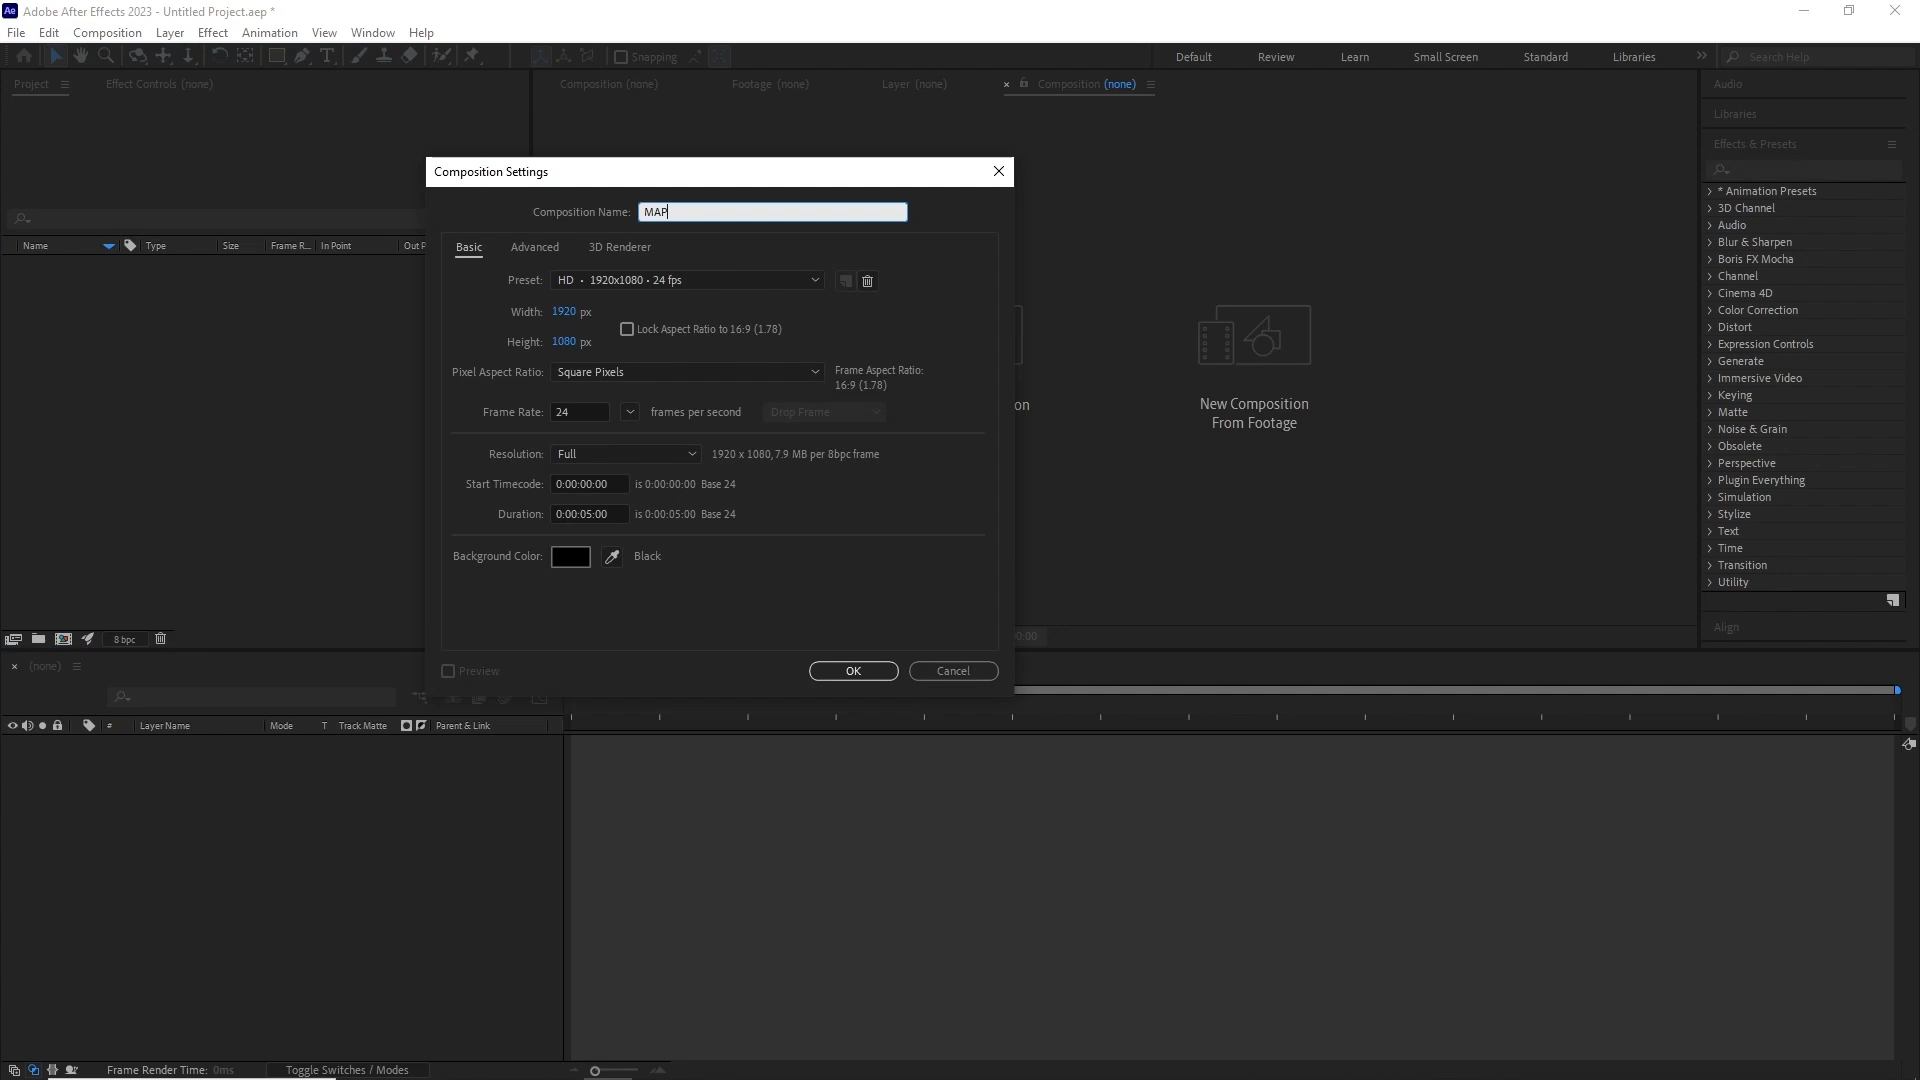 Ae Adobe After Effects 2023 - Untitled Project.aep *
File Edit Composition Layer Effect Animation View Window Help
Snapping
Default Review Learn Small Screen Standard Libraries
Search Help
Project Effect Controls (none)
Composition (none) Footage (none) Layer (none) × Composition (none)
Audio
Libraries
Effects & Presets
* Animation Presets
3D Channel
Audio
Blur & Sharpen
Boris FX Mocha
Channel
Cinema 4D
Color Correction
Distort
Expression Controls
Generate
Immersive Video
Keying
Matte
Noise & Grain
Obsolete
Perspective
Plugin Everything
Simulation
Stylize
Text
Time
Transition
Utility
Align
Name Type Size Frame R... In Point Out P
8 bpc
Composition Settings
Composition Name: MAP
Basic Advanced 3D Renderer
Preset: HD • 1920x1080 • 24 fps
Width: 1920 px
Lock Aspect Ratio to 16:9 (1.78)
Height: 1080 px
Pixel Aspect Ratio: Square Pixels
Frame Aspect Ratio:
16:9 (1.78)
Frame Rate: 24 frames per second Drop Frame
Resolution: Full 1920 x 1080, 7.9 MB per 8bpc frame
Start Timecode: 0:00:00:00 is 0:00:00:00 Base 24
Duration: 0:00:05:00 is 0:00:05:00 Base 24
Background Color: Black
Preview OK Cancel
on
New Composition
From Footage
00:00
× (none)
# Layer Name Mode T Track Matte Parent & Link
Frame Render Time: 0ms Toggle Switches / Modes